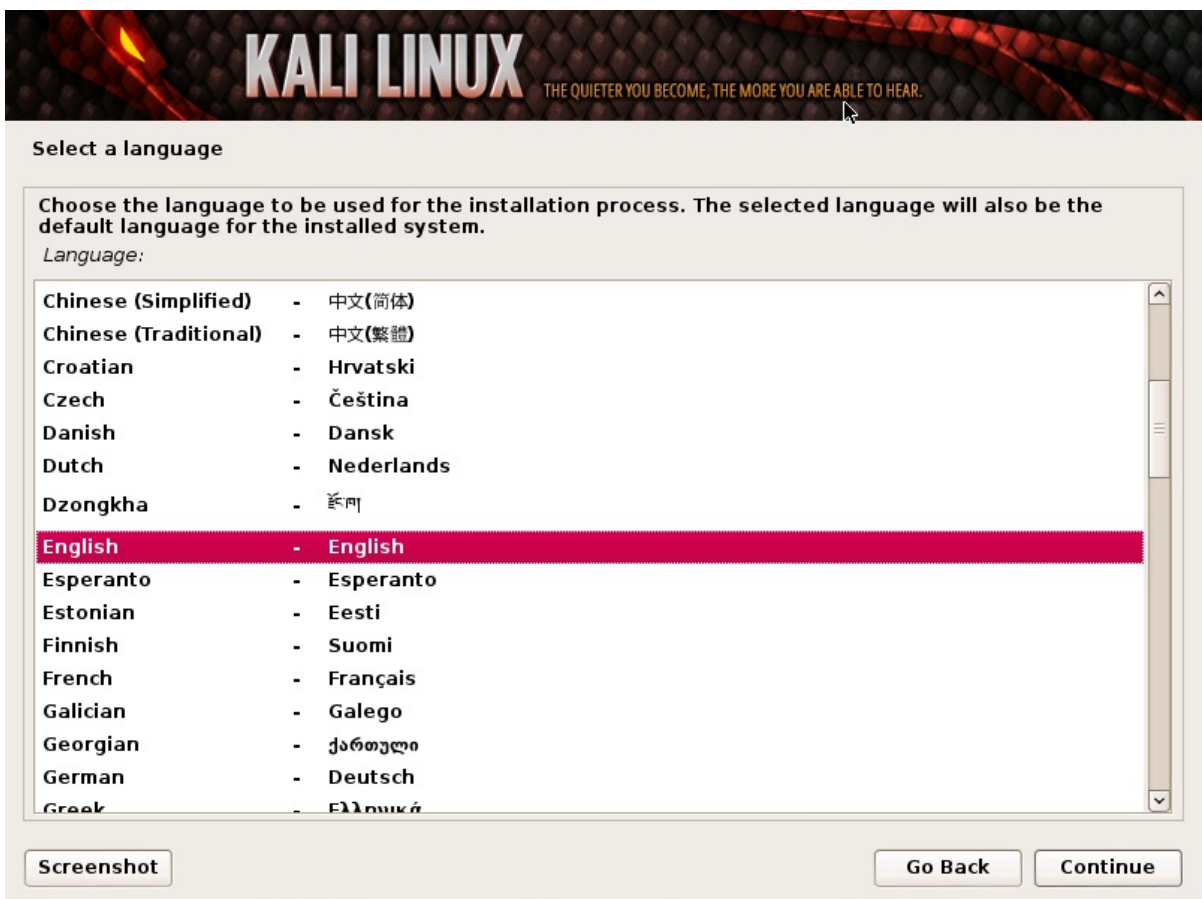 KALI LINUX THE QUIETER YOU BECOME, THE MORE YOU ARE ABLE TO HEAR.
Select a language
Choose the language to be used for the installation process. The selected language will also be the
default language for the installed system.
Language:
Chinese (Simplified) - 中文(简体)
Chinese (Traditional) - 中文(繁體)
Croatian - Hrvatski
Czech - Čeština
Danish - Dansk
Dutch - Nederlands
Dzongkha - རྫོང་ཁ།
English - English
Esperanto - Esperanto
Estonian - Eesti
Finnish - Suomi
French - Français
Galician - Galego
Georgian - ქართული
German - Deutsch
Greek - Ελληνικά
Screenshot Go Back Continue